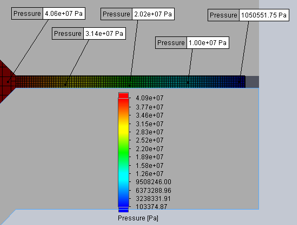 Pressure 4.06e+07 Pa
Pressure 2.02e+07 Pa
Pressure 1050551.75 Pa
Pressure 3.14e+07 Pa
Pressure 1.00e+07 Pa
4.09e+07
3.77e+07
3.46e+07
3.15e+07
2.83e+07
2.52e+07
2.20e+07
1.89e+07
1.58e+07
1.26e+07
9508246.00
6373288.96
3238331.91
103374.87
Pressure [Pa]